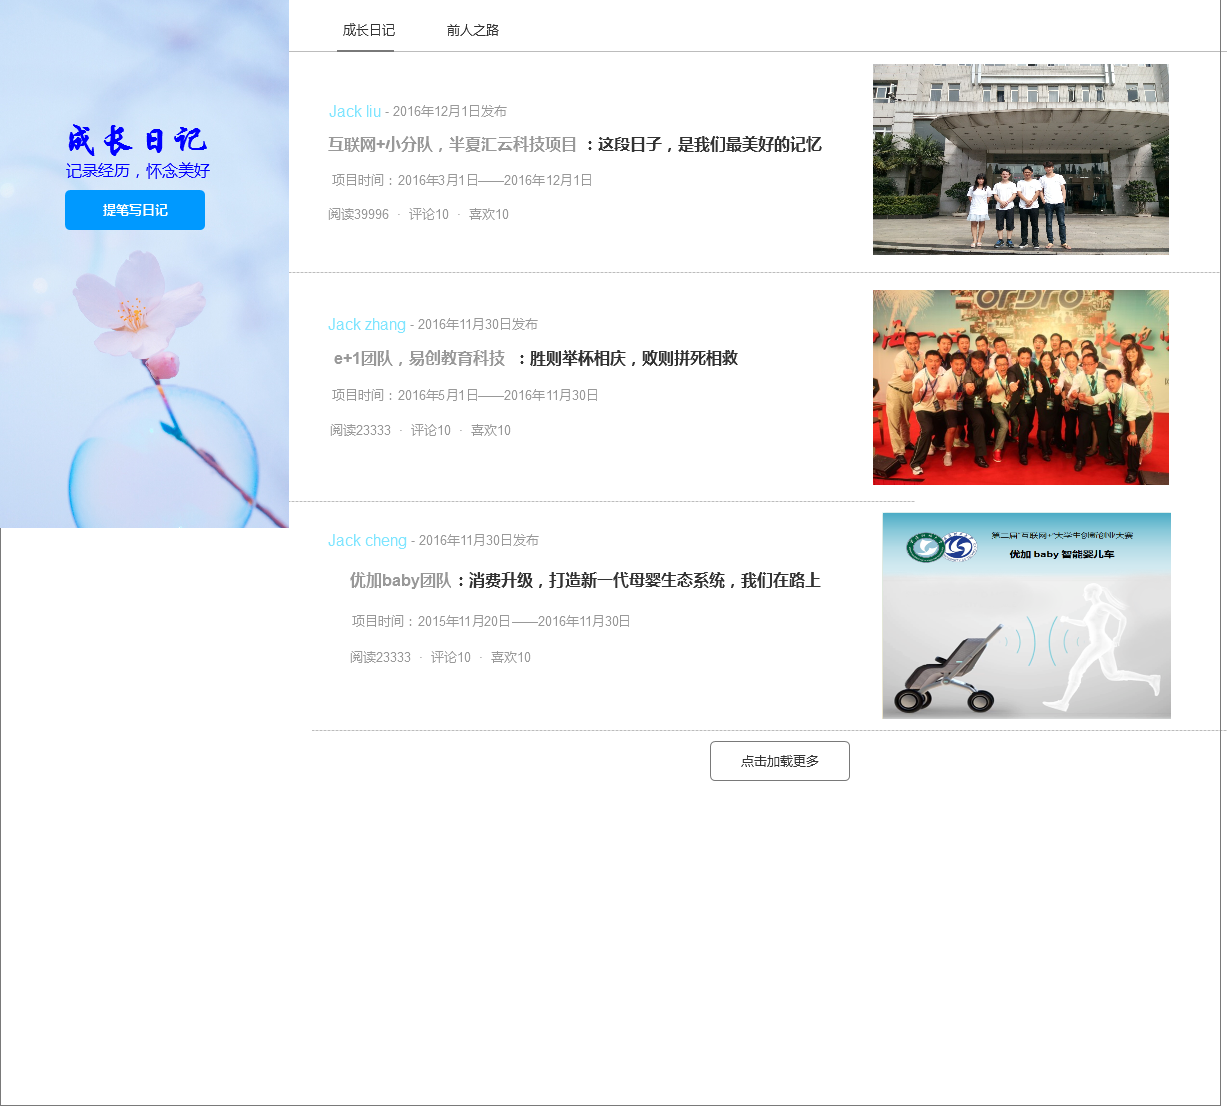 成长日记
前人之路
成长日记
记录经历，怀念美好
提笔写日记
Jack liu - 2016年12月1日发布
互联网+小分队，半夏汇云科技项目 ：这段日子，是我们最美好的记忆
项目时间：2016年3月1日——2016年12月1日
阅读39996 · 评论10 · 喜欢10
Jack zhang - 2016年11月30日发布
e+1团队，易创教育科技 ：胜则举杯相庆，败则拼死相救
项目时间：2016年5月1日——2016年11月30日
阅读23333 · 评论10 · 喜欢10
ordro
Jack cheng - 2016年11月30日发布
优加baby团队：消费升级，打造新一代母婴生态系统，我们在路上
项目时间：2015年11月20日——2016年11月30日
阅读23333 · 评论10 · 喜欢10
第二届"互联网+"大学生创新创业大赛
优加 baby 智能婴儿车
点击加载更多